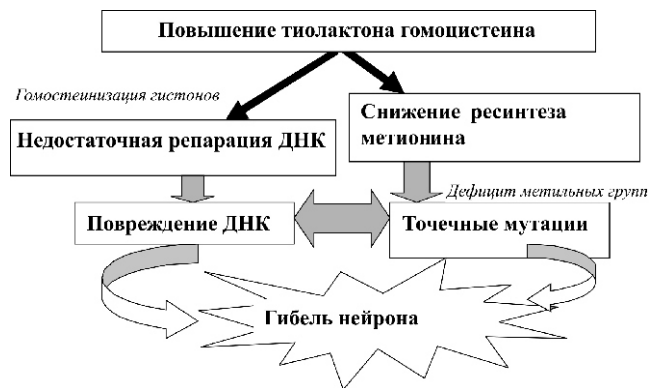 Повышение тиолактона гомоцистеина
Гомостеинизация гистонов
Недостаточная репарация ДНК
Снижение ресинтеза
метионина
Дефицит метильных групп
Повреждение ДНК
Точечные мутации
Гибель нейрона